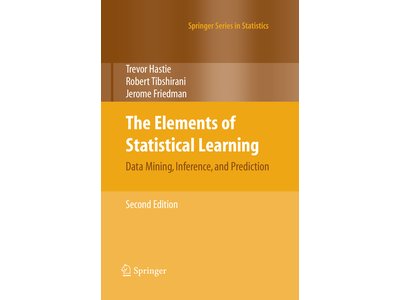 Springer Series in Statistics
Trevor Hastie
Robert Tibshirani
Jerome Friedman
The Elements of
Statistical Learning
Data Mining, Inference, and Prediction
Second Edition
Springer